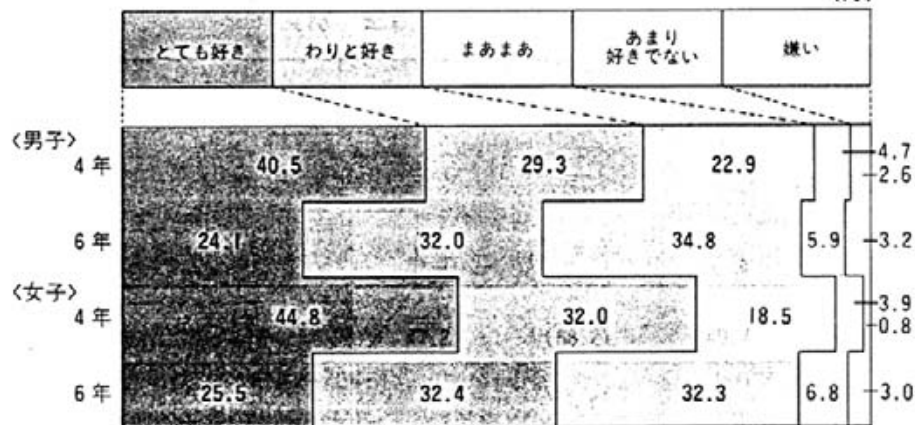 とても好き わりと好き まあまあ あまり 好きでない 嫌い
〈男子〉
4年 40.5 29.3 22.9 4.7 2.6
6年 24.1 32.0 34.8 5.9 3.2
〈女子〉
4年 44.8 32.0 18.5 3.9 0.8
6年 25.5 32.4 32.3 6.8 3.0